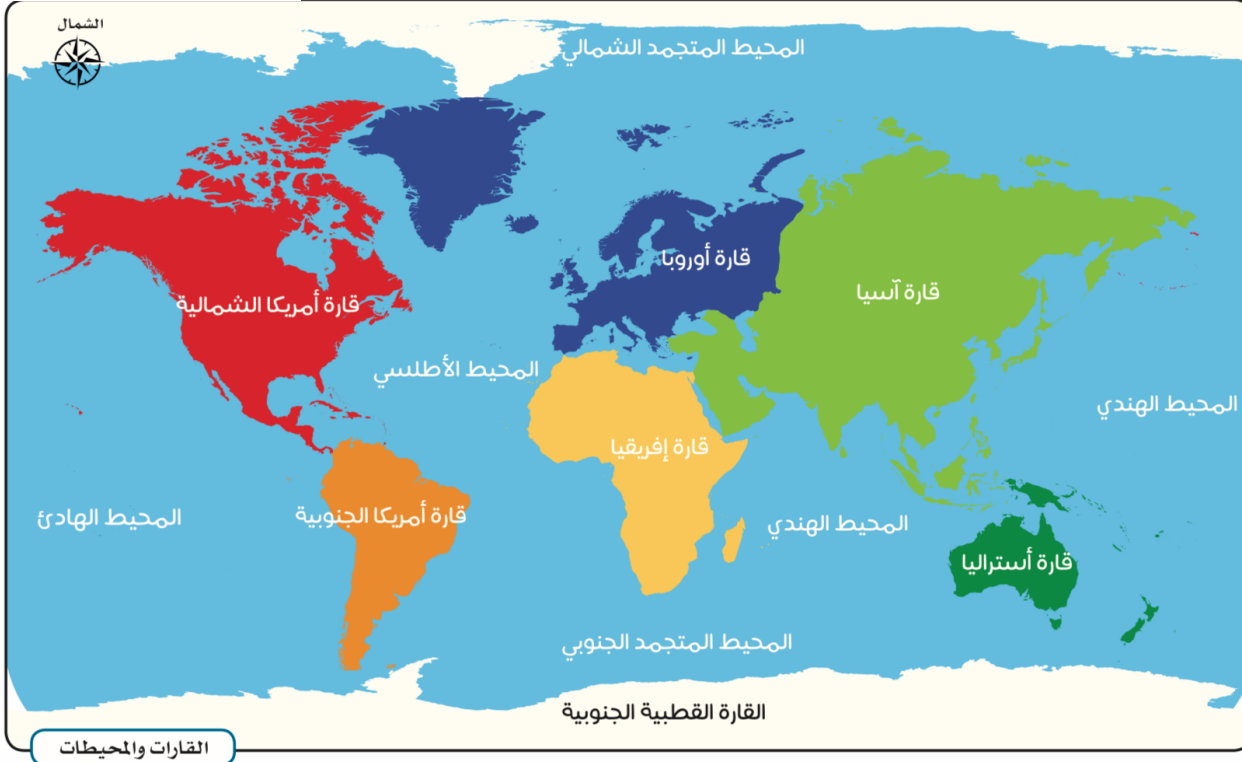 الشمال
المحيط المتجمد الشمالي
قارة أوروبا
قارة آسيا
قارة أمريكا الشمالية
المحيط الأطلسي
المحيط الهندي
قارة إفريقيا
قارة أمريكا الجنوبية
المحيط الهادئ
المحيط الهندي
قارة أستراليا
المحيط المتجمد الجنوبي
القارة القطبية الجنوبية
القارات والمحيطات